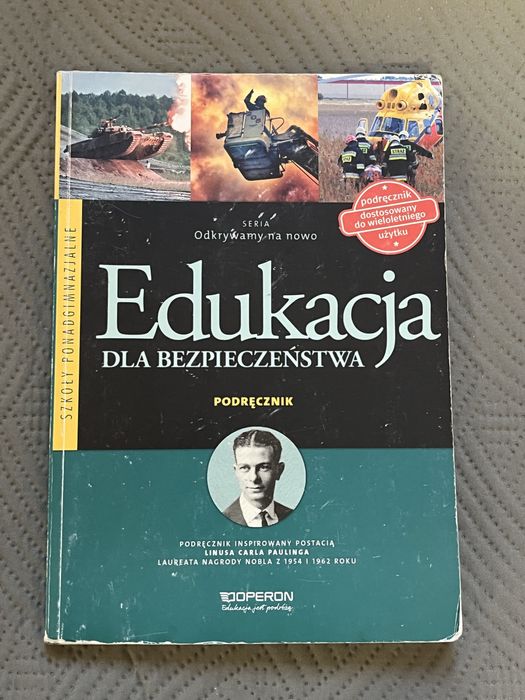 podręcznik
dostosowany
do wieloletniego
użytku
STRAŻ
SERIA
Odkrywamy na nowo
SZKOŁY PONADGIMNAZJALNE
Edukacja
DLA BEZPIECZEŃSTWA
PODRĘCZNIK
PODRĘCZNIK INSPIROWANY POSTACIĄ
LINUSA CARLA PAULINGA
LAUREATA NAGRODY NOBLA Z 1954 I 1962 ROKU
OPERON
Edukacja jest podróżą